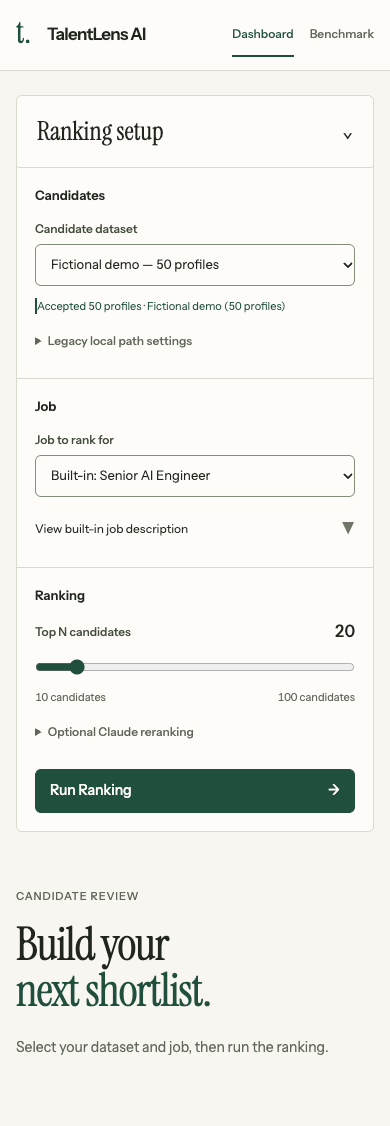 t. TalentLens AI Dashboard Benchmark
Ranking setup
Candidates
Candidate dataset
Fictional demo — 50 profiles
Accepted 50 profiles · Fictional demo (50 profiles)
Legacy local path settings
Job
Job to rank for
Built-in: Senior AI Engineer
View built-in job description
Ranking
Top N candidates 20
10 candidates 100 candidates
Optional Claude reranking
Run Ranking →
CANDIDATE REVIEW
Build your
next shortlist.
Select your dataset and job, then run the ranking.